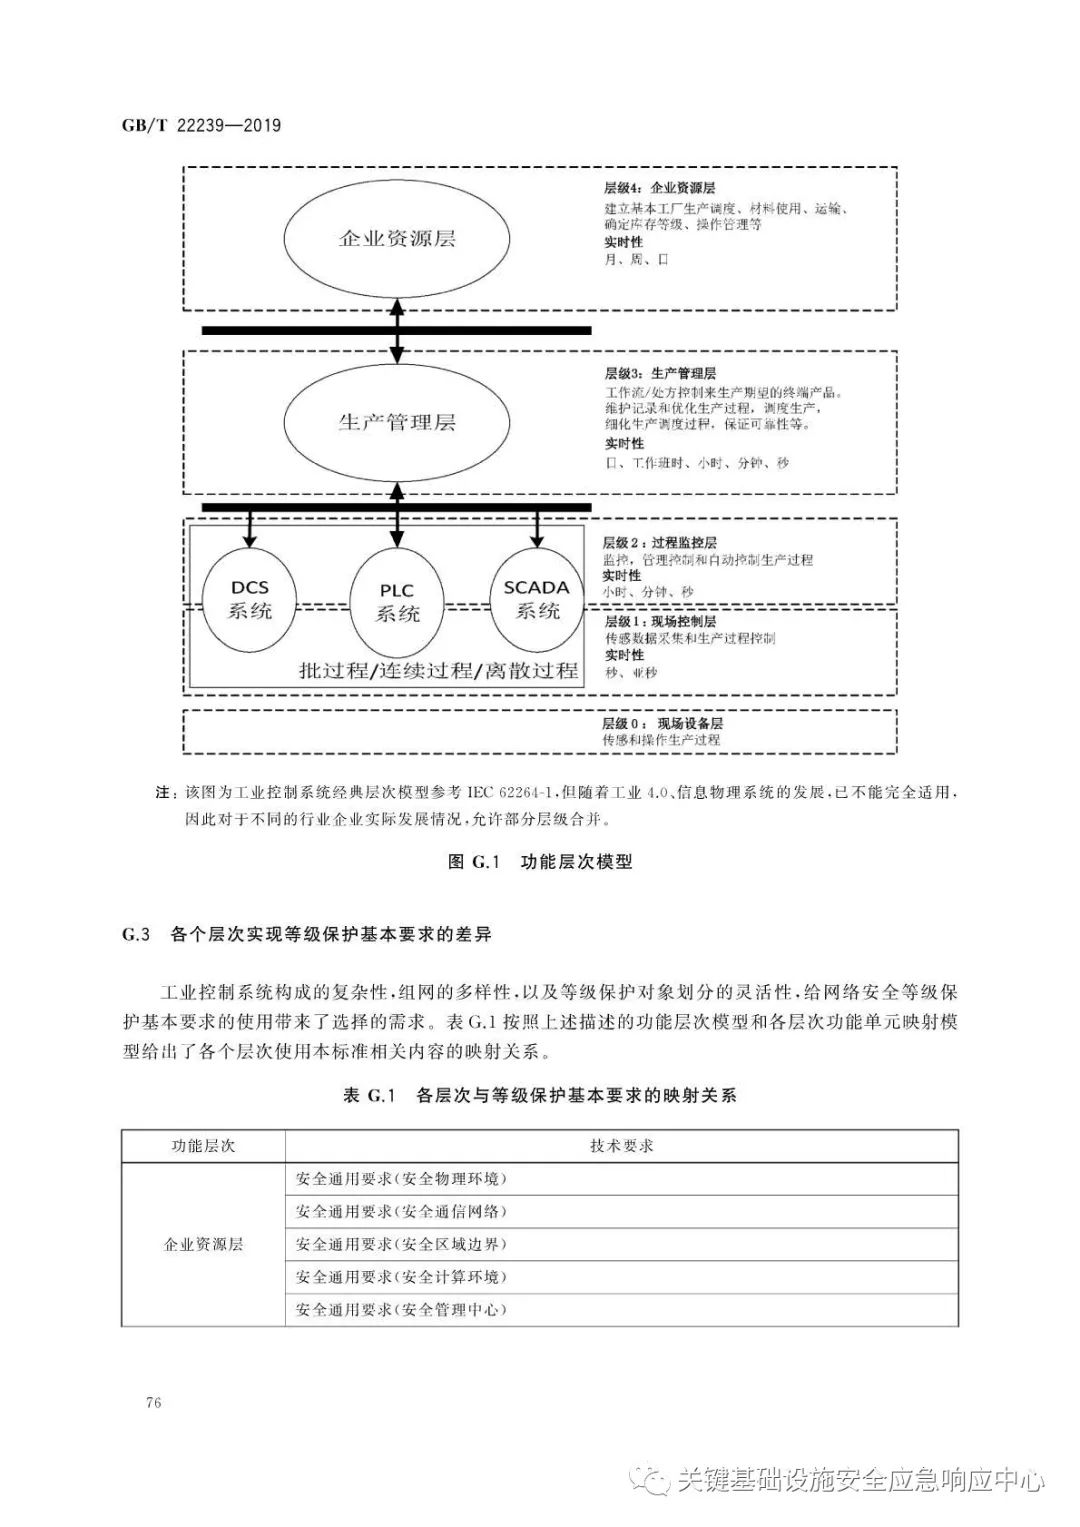 GB/T 22239—2019
企业资源层
层级4：企业资源层
建立基本工厂生产调度、材料使用、运输、
确定库存等级、操作管理等
实时性
月、周、日
生产管理层
层级3：生产管理层
工作流/处方控制来生产期望的终端产品。
维护记录和优化生产过程，调度生产，
细化生产调度过程，保证可靠性等。
实时性
日、工作班时、小时、分钟、秒
DCS
系统
PLC
系统
SCADA
系统
层级2：过程监控层
监控，管理控制和自动控制生产过程
实时性
小时、分钟、秒
层级1：现场控制层
传感数据采集和生产过程控制
实时性
秒、亚秒
批过程/连续过程/离散过程
层级0：现场设备层
传感和操作生产过程
注：该图为工业控制系统经典层次模型参考 IEC 62264-1，但随着工业 4.0、信息物理系统的发展，已不能完全适用，
因此对于不同的行业企业实际发展情况，允许部分层级合并。
图 G.1 功能层次模型
G.3 各个层次实现等级保护基本要求的差异
工业控制系统构成的复杂性，组网的多样性，以及等级保护对象划分的灵活性，给网络安全等级保
护基本要求的使用带来了选择的需求。表 G.1 按照上述描述的功能层次模型和各层次功能单元映射模
型给出了各个层次使用本标准相关内容的映射关系。
表 G.1 各层次与等级保护基本要求的映射关系
功能层次 技术要求
企业资源层
安全通用要求(安全物理环境)
安全通用要求(安全通信网络)
安全通用要求(安全区域边界)
安全通用要求(安全计算环境)
安全通用要求(安全管理中心)
76
关键基础设施安全应急响应中心